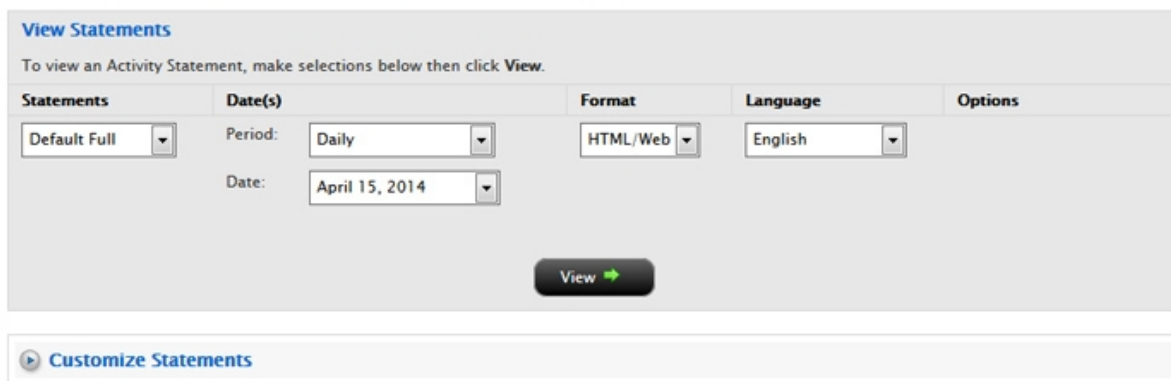 View Statements
To view an Activity Statement, make selections below then click View.
Statements Date(s) Format Language Options
Default Full Period: Daily HTML/Web English
Date: April 15, 2014
View
Customize Statements